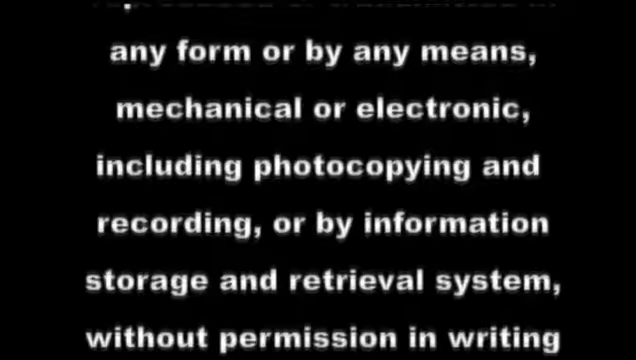 any form or by any means,
mechanical or electronic,
including photocopying and
recording, or by information
storage and retrieval system,
without permission in writing